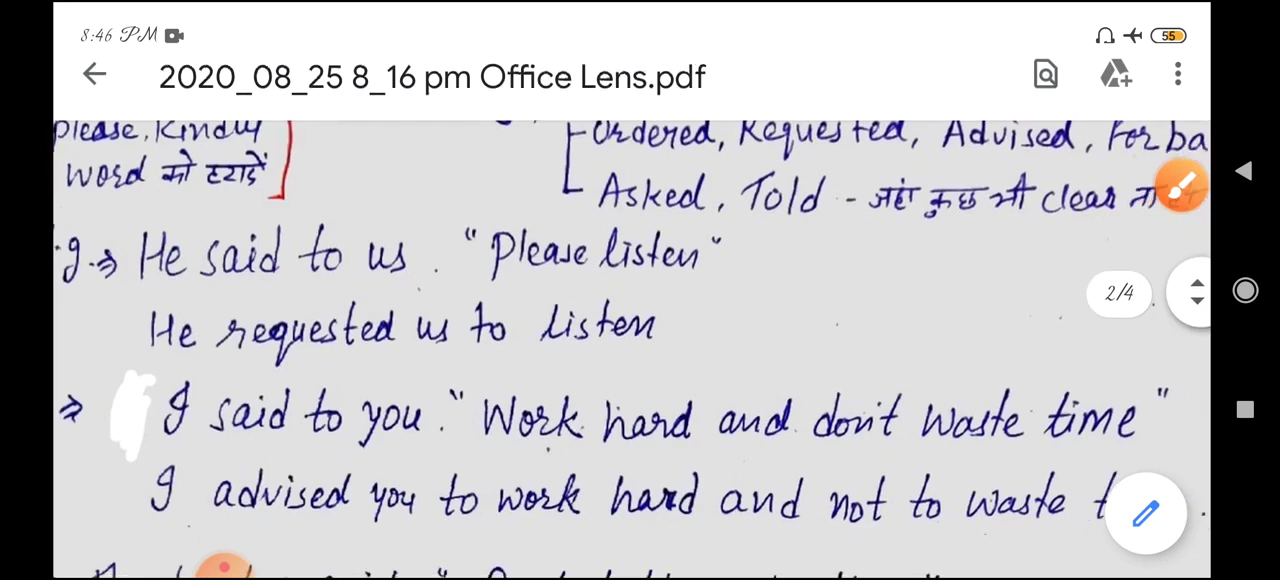 8:46 PM
55
2020_08_25 8_16 pm Office Lens.pdf
please, Kindly
word को हटादें
Ordered, Requested, Advised, Forba
Asked, Told - जहां कुछ भी clear ना
.g. → He said to us. "Please listen"
2/4
He requested us to listen
⇒ I said to you. "Work hard and don't waste time"
I advised you to work hard and not to waste t